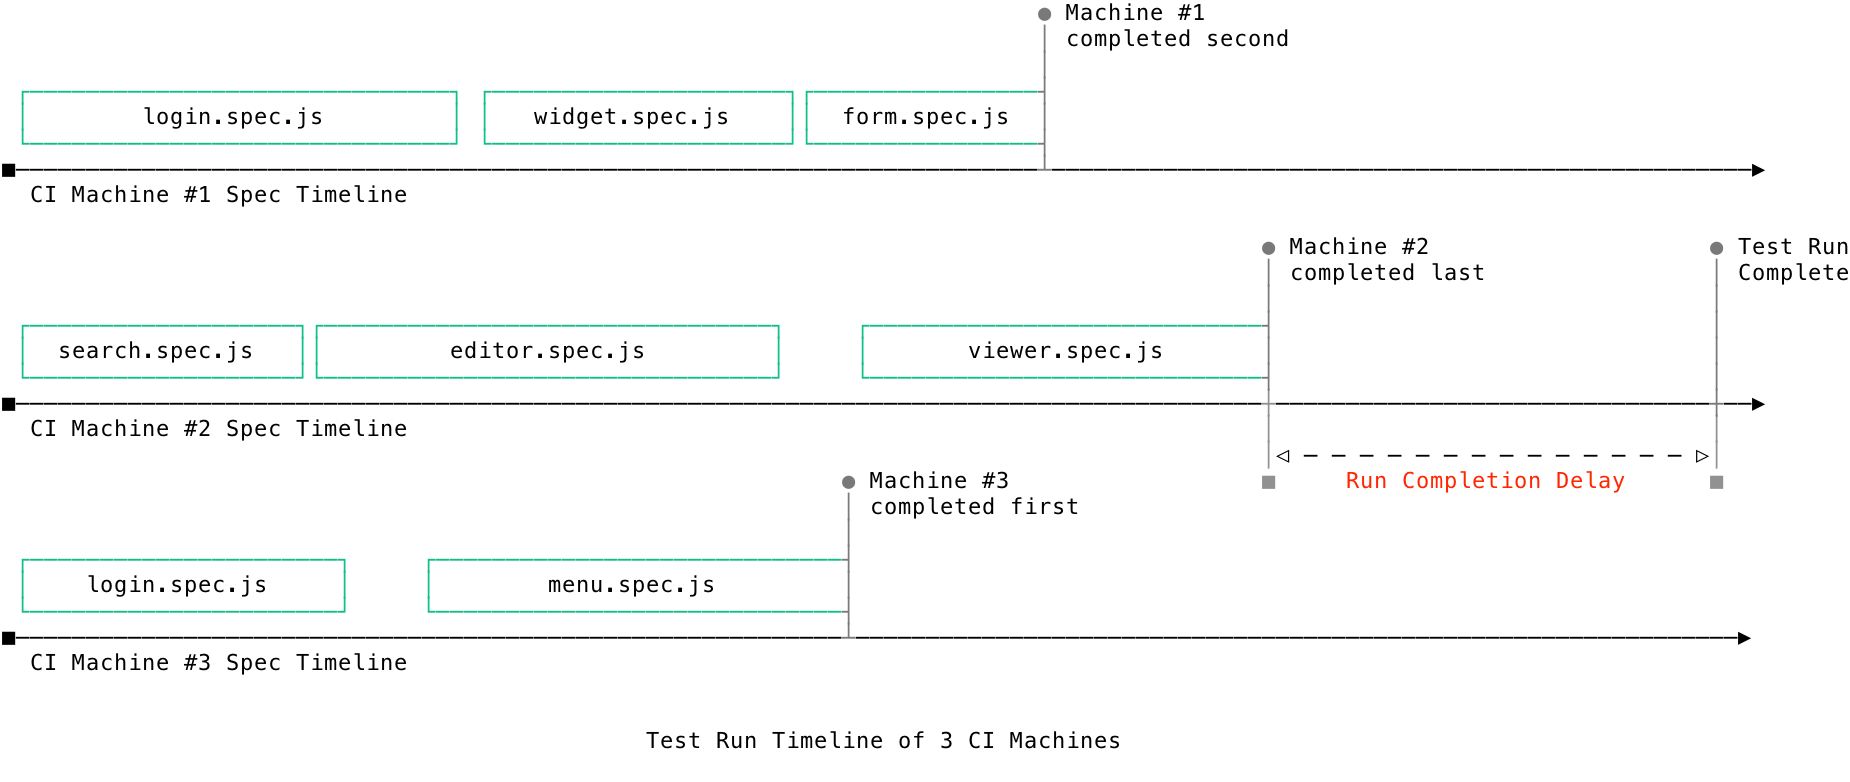 Machine #1
completed second
login.spec.js
widget.spec.js
form.spec.js
CI Machine #1 Spec Timeline
Machine #2
completed last
Test Run
Complete
search.spec.js
editor.spec.js
viewer.spec.js
CI Machine #2 Spec Timeline
Run Completion Delay
Machine #3
completed first
login.spec.js
menu.spec.js
CI Machine #3 Spec Timeline
Test Run Timeline of 3 CI Machines